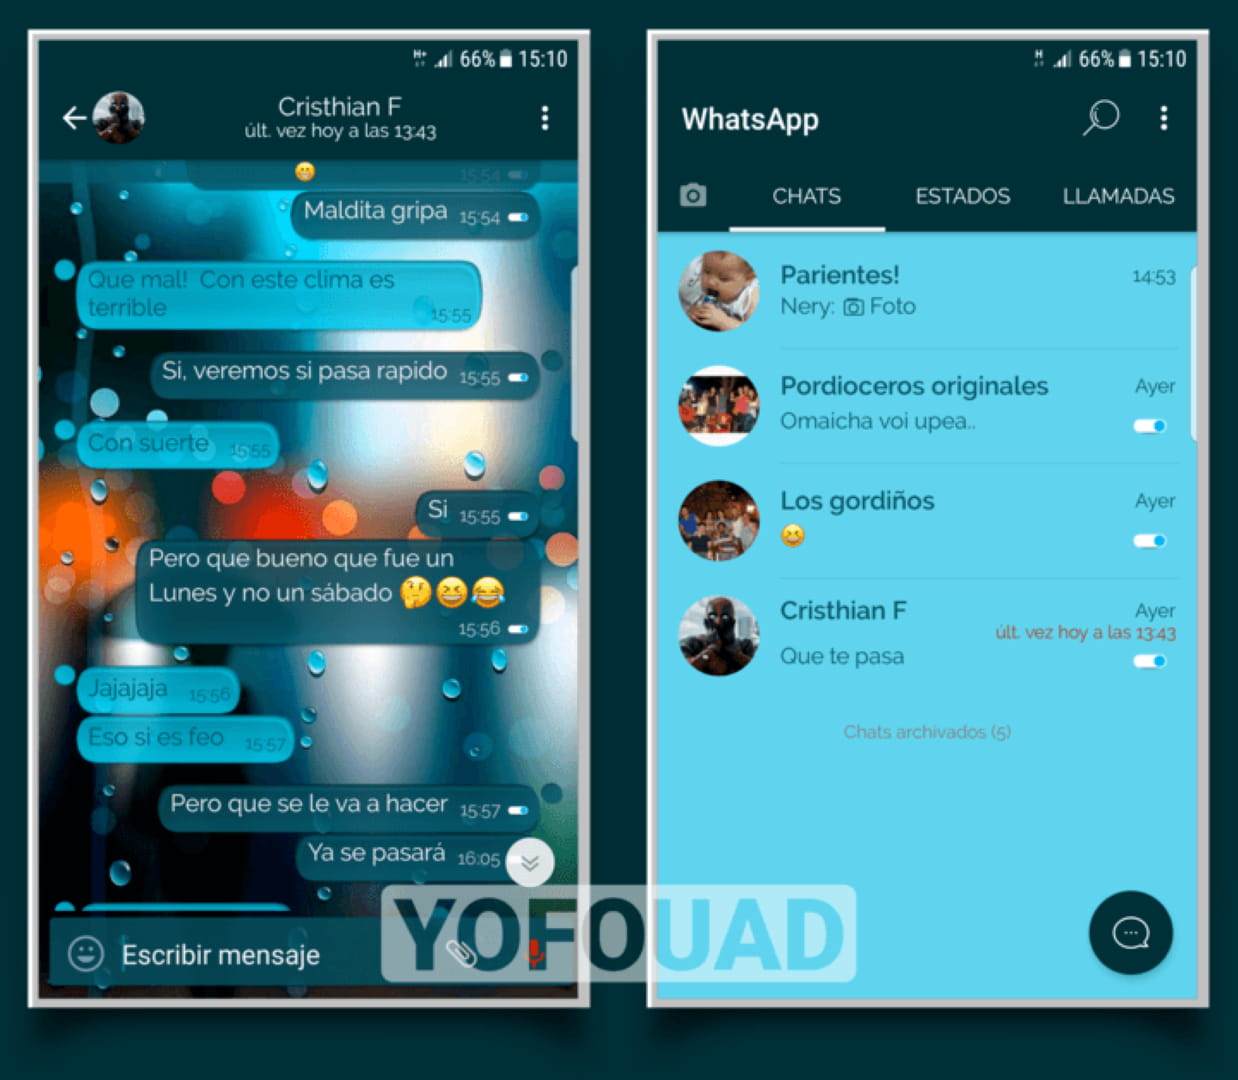 H+ 66% 15:10
Cristhian F
últ. vez hoy a las 13:43
15:54
Maldita gripa 15:54
Que mal! Con este clima es
terrible
15:55
Si, veremos si pasa rapido 15:55
Con suerte 15:55
Si 15:55
Pero que bueno que fue un
Lunes y no un sábado 🤔😆😂
15:56
Jajajaja 15:56
Eso si es feo 15:57
Pero que se le va a hacer 15:57
Ya se pasará 16:05
Escribir mensaje
H 66% 15:10
WhatsApp
CHATS ESTADOS LLAMADAS
Parientes! 14:53
Nery: Foto
Pordioceros originales Ayer
Omaicha voi upea..
Los gordiños Ayer
😆
Cristhian F Ayer
últ. vez hoy a las 13:43
Que te pasa
Chats archivados (5)
YOFOUAD